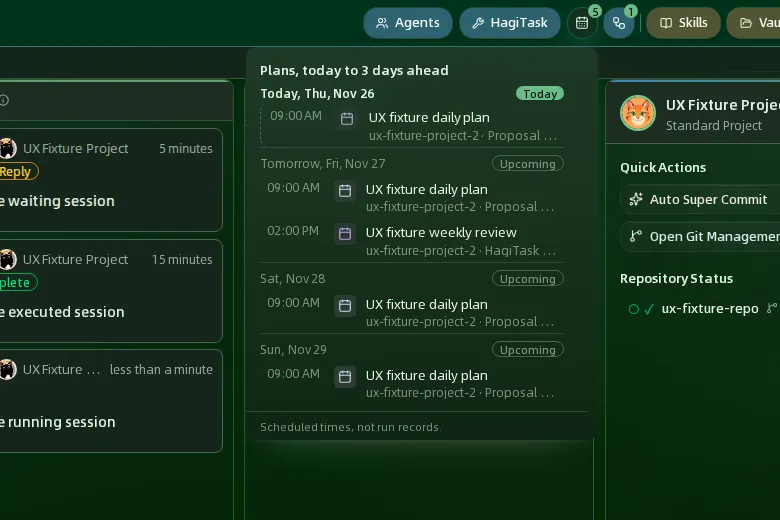 Agents
HagiTask
5
1
Skills
Vau
Plans, today to 3 days ahead
Today, Thu, Nov 26
Today
09:00 AM
UX fixture daily plan
ux-fixture-project-2 · Proposal ...
Tomorrow, Fri, Nov 27
Upcoming
09:00 AM
UX fixture daily plan
ux-fixture-project-2 · Proposal ...
02:00 PM
UX fixture weekly review
ux-fixture-project-2 · HagiTask ...
Sat, Nov 28
Upcoming
09:00 AM
UX fixture daily plan
ux-fixture-project-2 · Proposal ...
Sun, Nov 29
Upcoming
09:00 AM
UX fixture daily plan
ux-fixture-project-2 · Proposal ...
Scheduled times, not run records.
UX Fixture Project
5 minutes
Reply
e waiting session
UX Fixture Project
15 minutes
plete
e executed session
UX Fixture ...
less than a minute
e running session
UX Fixture Projec
Standard Project
Quick Actions
Auto Super Commit
Open Git Managemen
Repository Status
ux-fixture-repo